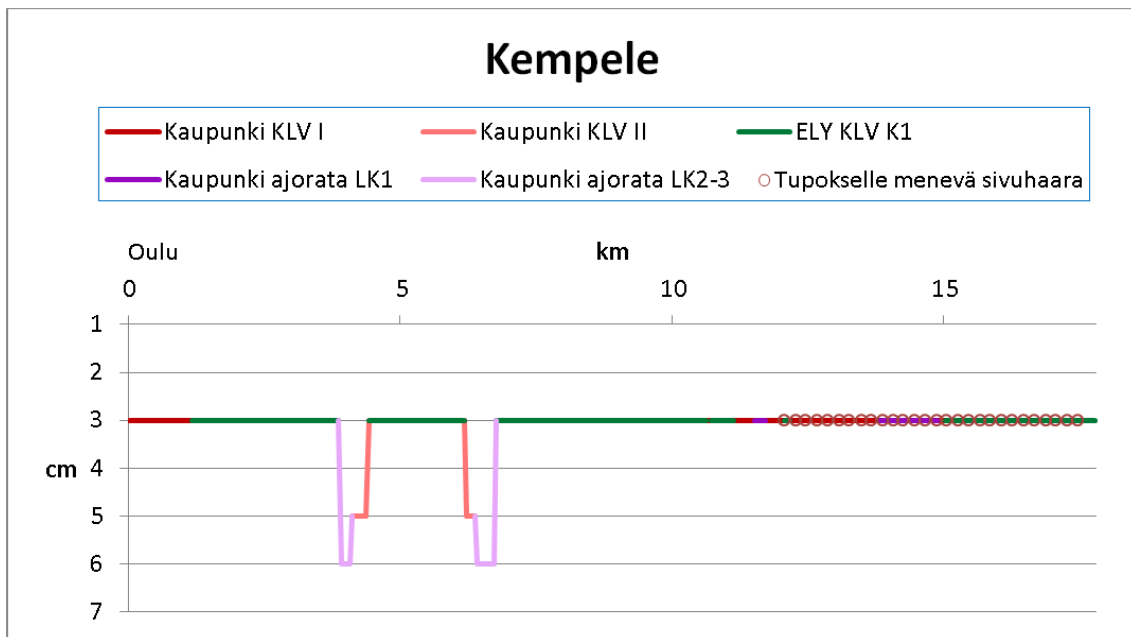 Kempele
Kaupunki KLV I
Kaupunki KLV II
ELY KLV K1
Kaupunki ajorata LK1
Kaupunki ajorata LK2-3
Tupokselle menevä sivuhaara
Oulu
km
0 5 10 15
1
2
3
cm
4
5
6
7